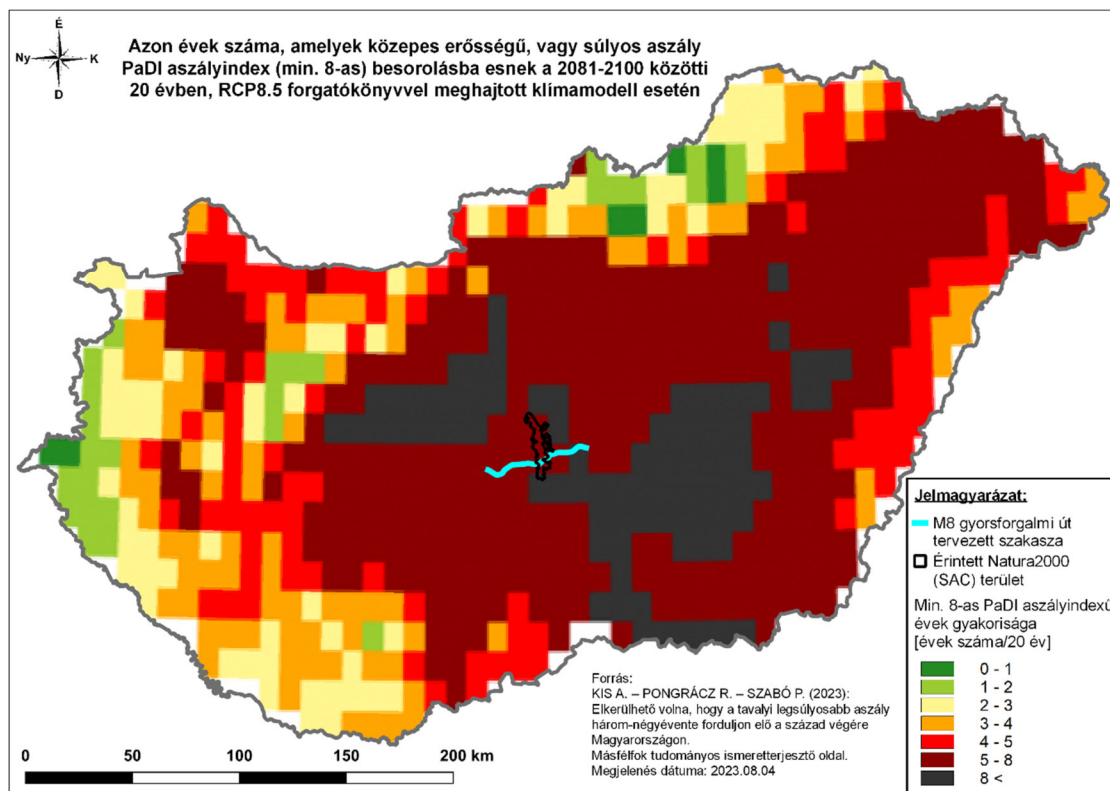 É
Ny
K
D
Azon évek száma, amelyek közepes erősségű, vagy súlyos aszály
PaDI aszályindex (min. 8-as) besorolásba esnek a 2081-2100 közötti
20 évben, RCP8.5 forgatókönyvvel meghajtott klímamodell esetén
Jelmagyarázat:
M8 gyorsforgalmi út
tervezett szakasza
Érintett Natura2000
(SAC) terület
Min. 8-as PaDI aszályindexű
évek gyakorisága
[évek száma/20 év]
0 - 1
1 - 2
2 - 3
3 - 4
4 - 5
5 - 8
8 <
Forrás:
KIS A. – PONGRÁCZ R. – SZABÓ P. (2023):
Elkerülhető volna, hogy a tavalyi legsúlyosabb aszály
három-négyévente forduljon elő a század végére
Magyarországon.
Másfélfok tudományos ismeretterjesztő oldal.
Megjelenés dátuma: 2023.08.04
0 50 100 150 200 km